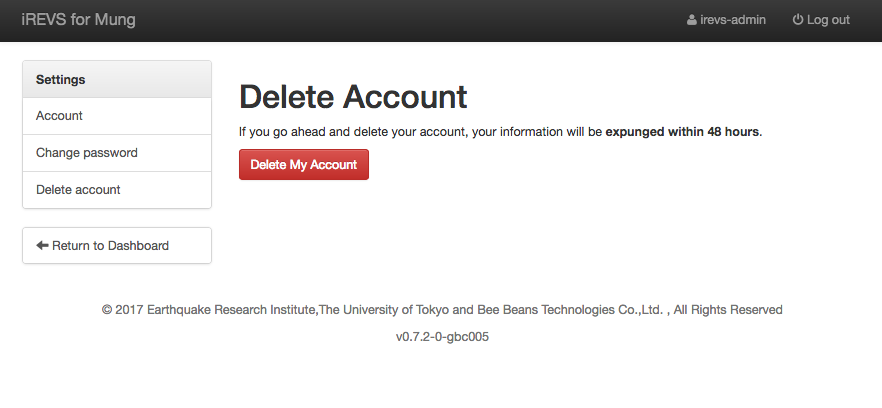 iREVS for Mung
irevs-admin
Log out
Settings
Account
Change password
Delete account
Return to Dashboard
Delete Account
If you go ahead and delete your account, your information will be expunged within 48 hours.
Delete My Account
© 2017 Earthquake Research Institute,The University of Tokyo and Bee Beans Technologies Co.,Ltd. , All Rights Reserved
v0.7.2-0-gbc005